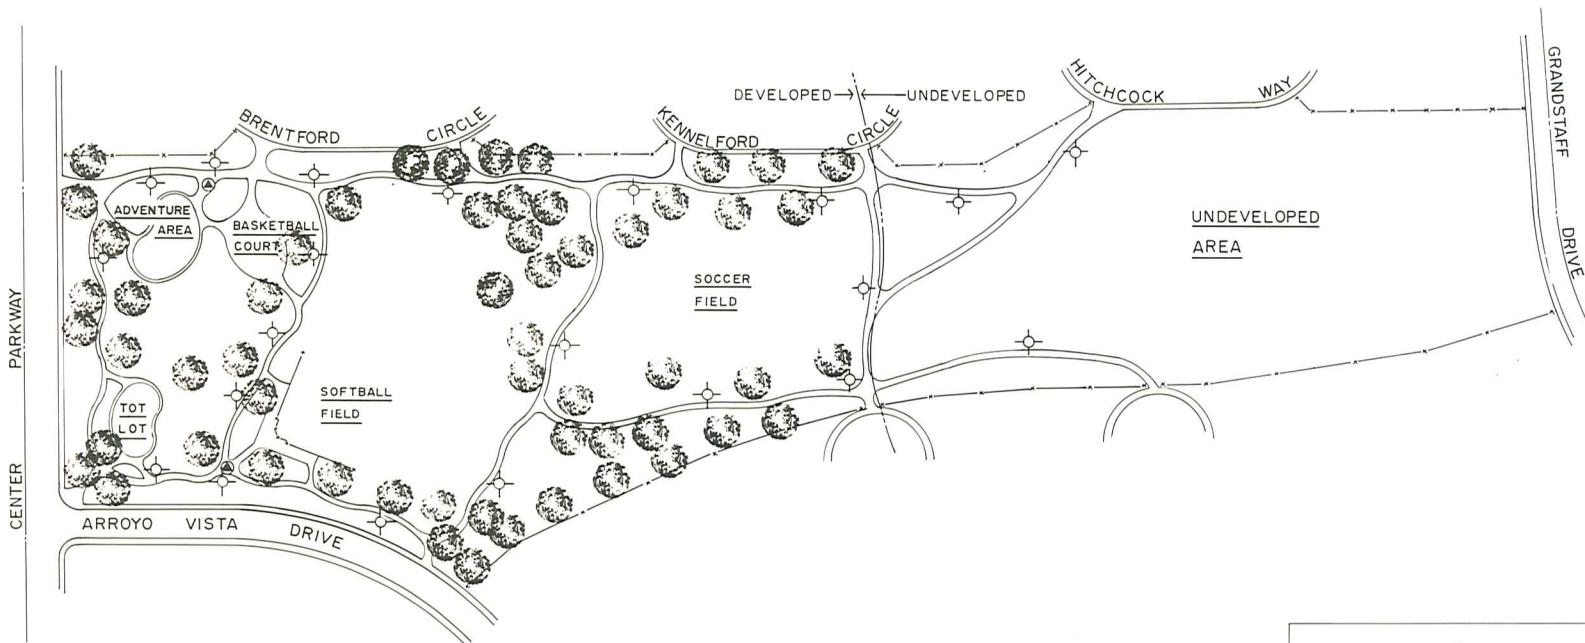 DEVELOPED
UNDEVELOPED
HITCHCOCK WAY
GRANDSTAFF DRIVE
BRENTFORD CIRCLE
KENNELFORD CIRCLE
ADVENTURE
AREA
BASKETBALL
COURT
UNDEVELOPED
AREA
SOCCER
FIELD
SOFTBALL
FIELD
TOT
LOT
CENTER PARKWAY
ARROYO VISTA DRIVE